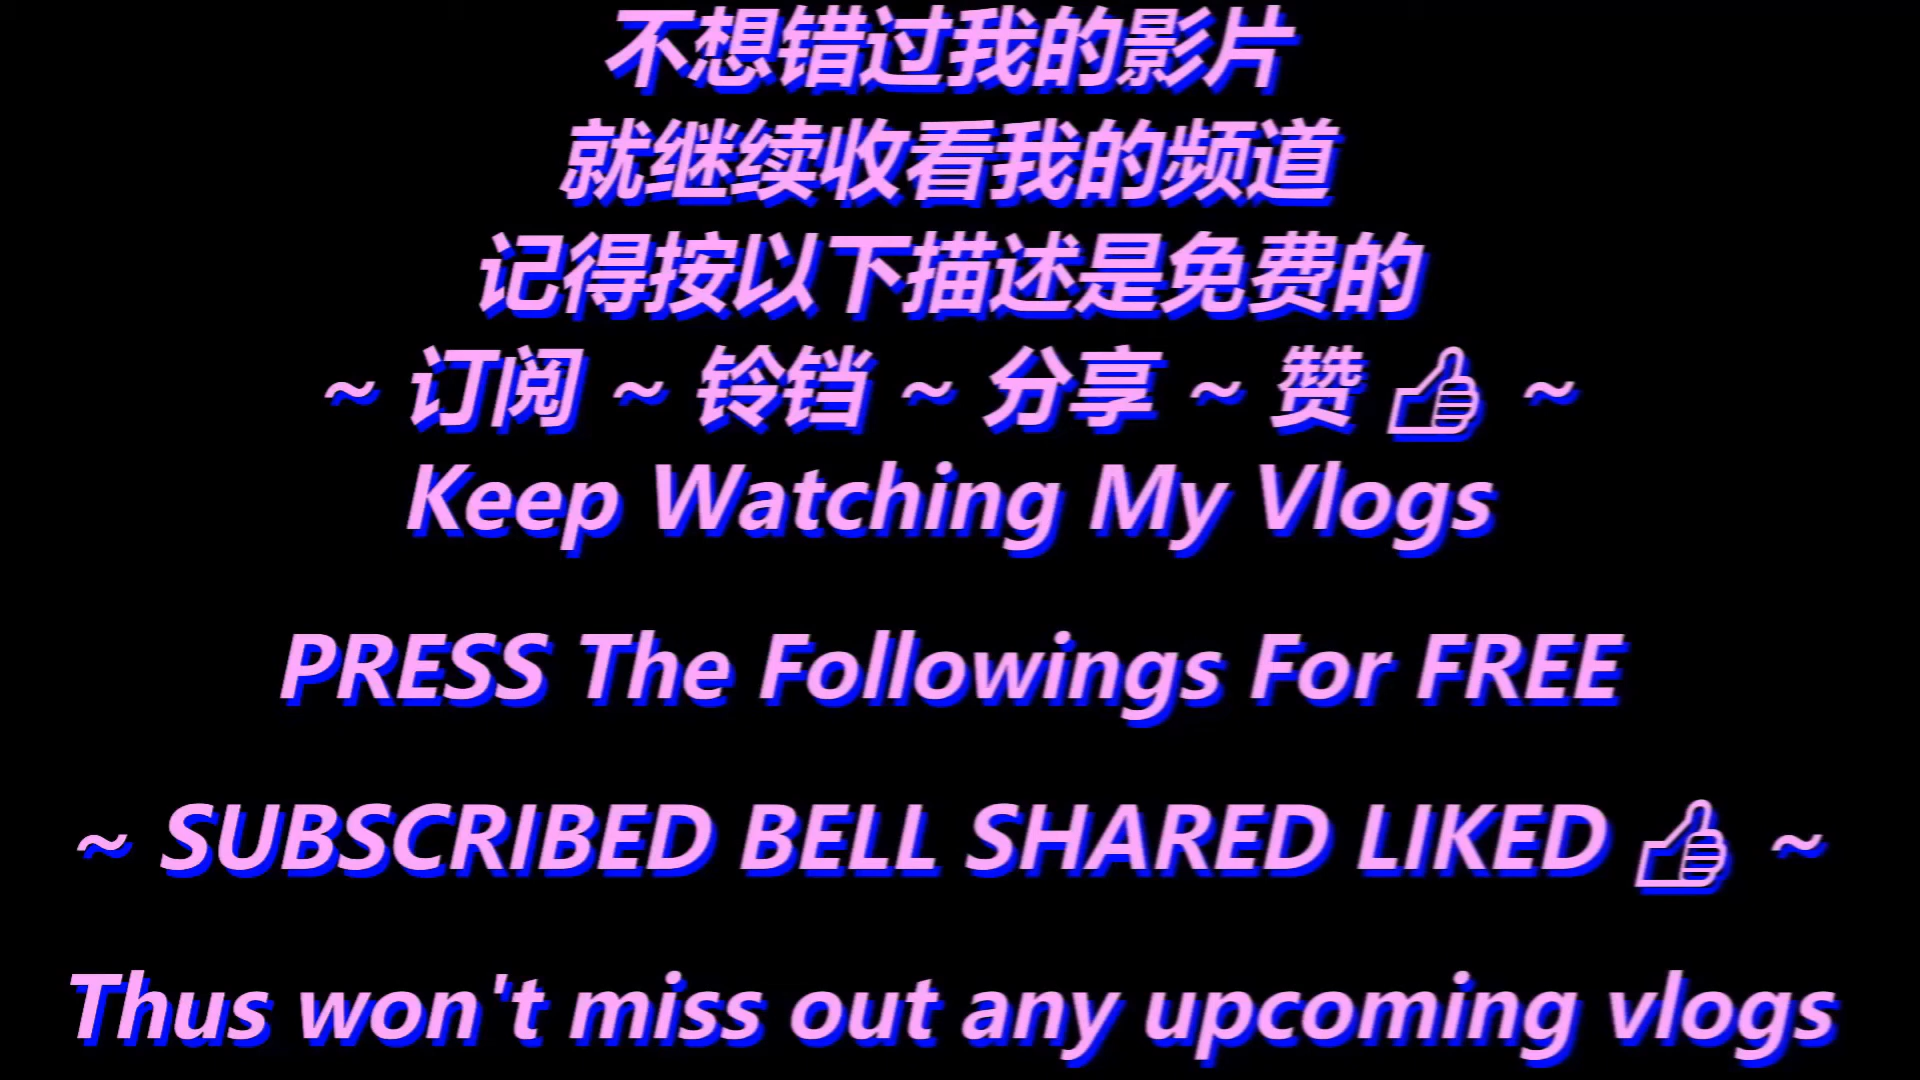 不想错过我的影片
就继续收看我的频道
记得按以下描述是免费的
~ 订阅 ~ 铃铛 ~ 分享 ~ 赞 👍 ~
Keep Watching My Vlogs
PRESS The Followings For FREE
~ SUBSCRIBED BELL SHARED LIKED 👍 ~
Thus won't miss out any upcoming vlogs